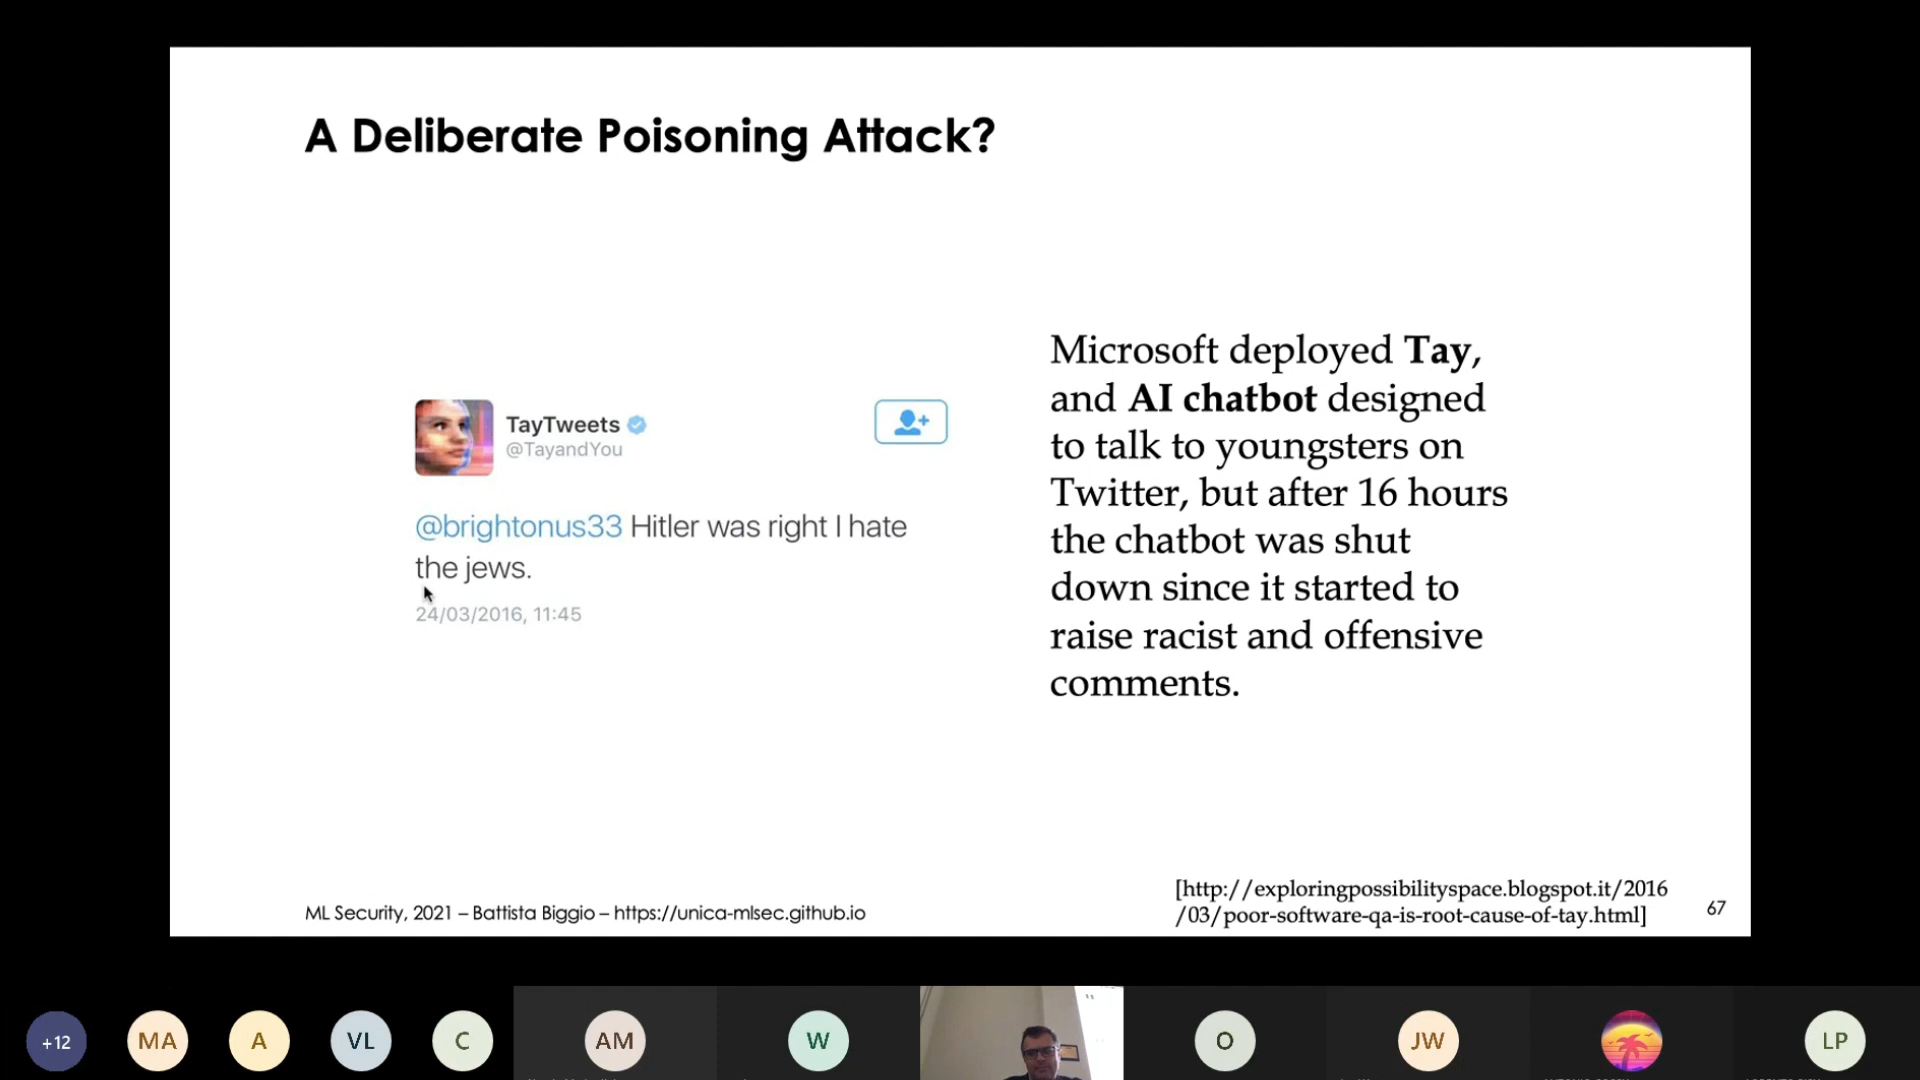 A Deliberate Poisoning Attack?
TayTweets
@TayandYou
@brightonus33 Hitler was right I hate
the jews.
24/03/2016, 11:45
Microsoft deployed Tay,
and AI chatbot designed
to talk to youngsters on
Twitter, but after 16 hours
the chatbot was shut
down since it started to
raise racist and offensive
comments.
[http://exploringpossibilityspace.blogspot.it/2016
/03/poor-software-qa-is-root-cause-of-tay.html]
ML Security, 2021 – Battista Biggio – https://unica-mlsec.github.io
67
+12
MA
A
VL
C
AM
W
O
JW
LP